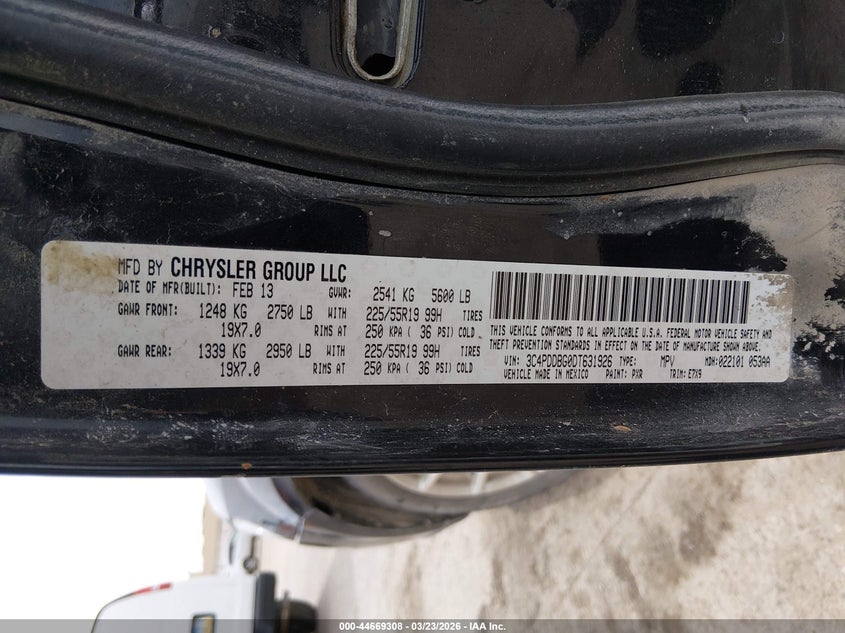 MFD BY CHRYSLER GROUP LLC
DATE OF MFR(BUILT): FEB 13 GVWR: 2541 KG 5600 LB
GAWR FRONT: 1248 KG 2750 LB WITH 225/55R19 99H TIRES
19X7.0 RIMS AT 250 KPA ( 36 PSI) COLD
GAWR REAR: 1339 KG 2950 LB WITH 225/55R19 99H TIRES
19X7.0 RIMS AT 250 KPA ( 36 PSI) COLD
THIS VEHICLE CONFORMS TO ALL APPLICABLE U.S.A. FEDERAL MOTOR VEHICLE SAFETY AND
THEFT PREVENTION STANDARDS IN EFFECT ON THE DATE OF MANUFACTURE SHOWN ABOVE.
VIN: 3C4PDDBG0DT631926 TYPE: MPV MDH:022101 053AA
VEHICLE MADE IN MEXICO PAINT: PXR TRIM: E7X9
000-44669308 - 03/23/2026 - IAA Inc.